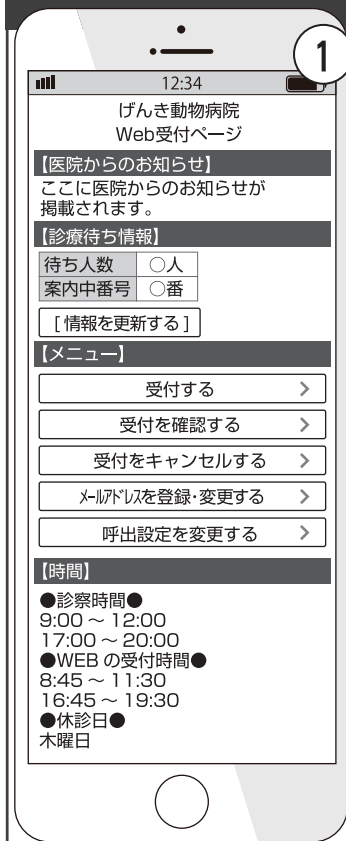 1
12:34
げんき動物病院
Web受付ページ
【医院からのお知らせ】
ここに医院からのお知らせが
掲載されます。
【診療待ち情報】
待ち人数 ○人
案内中番号 ○番
[ 情報を更新する ]
【メニュー】
受付する
受付を確認する
受付をキャンセルする
メールアドレスを登録・変更する
呼出設定を変更する
【時間】
●診察時間●
9:00 ~ 12:00
17:00 ~ 20:00
●WEB の受付時間●
8:45 ~ 11:30
16:45 ~ 19:30
●休診日●
木曜日